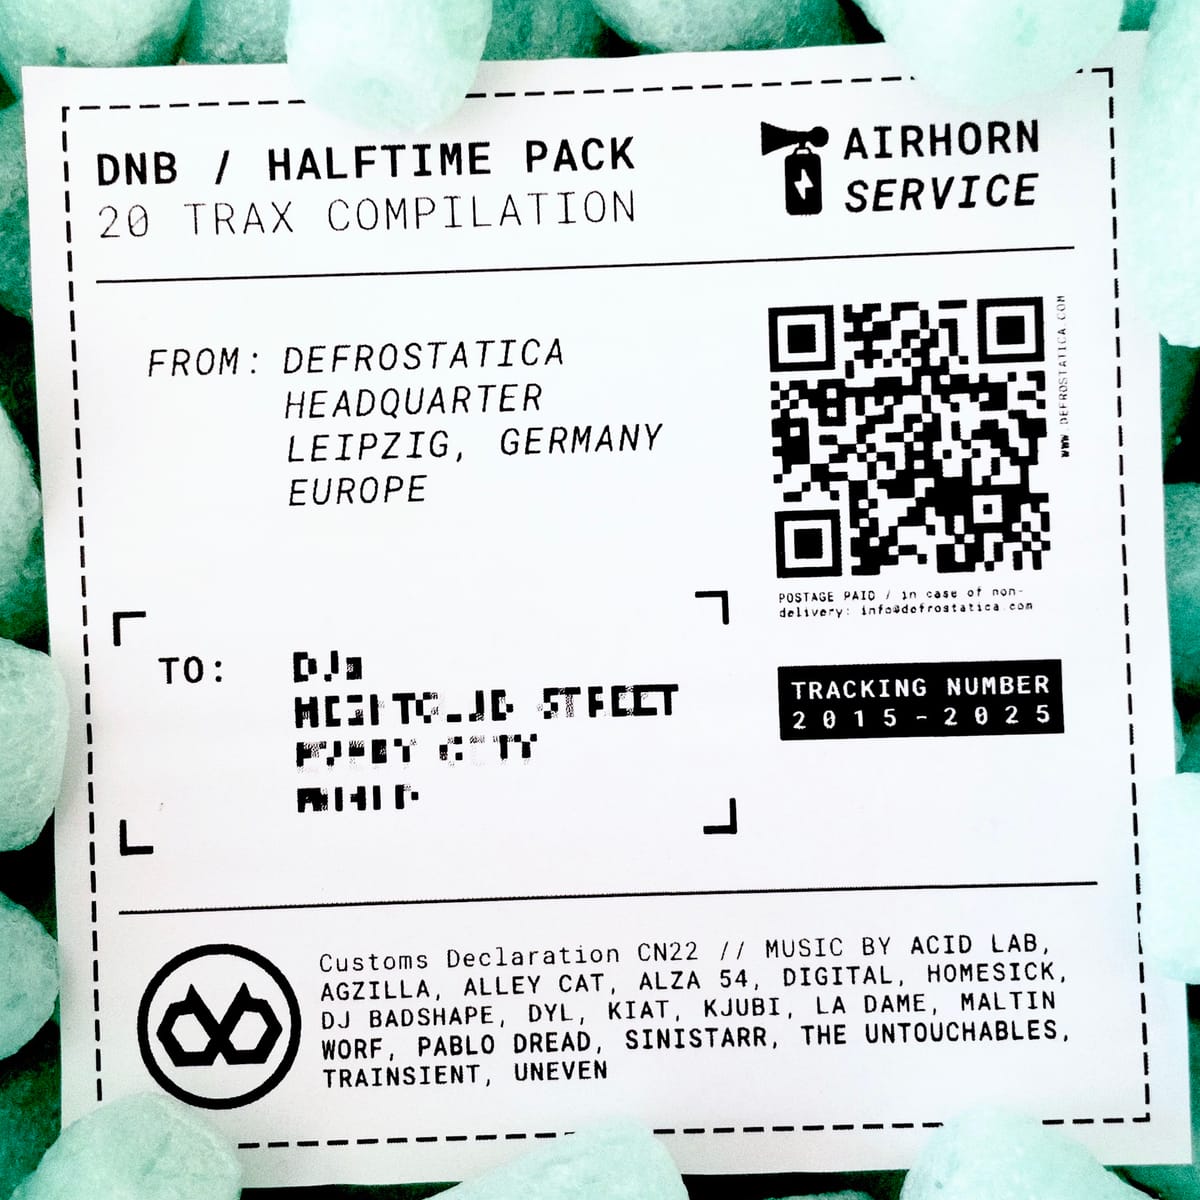 DNB / HALFTIME PACK
20 TRAX COMPILATION
AIRHORN
SERVICE
FROM: DEFROSTATICA
HEADQUARTER
LEIPZIG, GERMANY
EUROPE
WWW.DEFROSTATICA.COM
POSTAGE PAID / in case of non-
delivery: info@defrostatica.com
TO: DJs
STREET
TRACKING NUMBER
2015-2025
Customs Declaration CN22 // MUSIC BY ACID LAB,
AGZILLA, ALLEY CAT, ALZA 54, DIGITAL, HOMESICK,
DJ BADSHAPE, DYL, KIAT, KJUBI, LA DAME, MALTIN
WORF, PABLO DREAD, SINISTARR, THE UNTOUCHABLES,
TRAINSIENT, UNEVEN